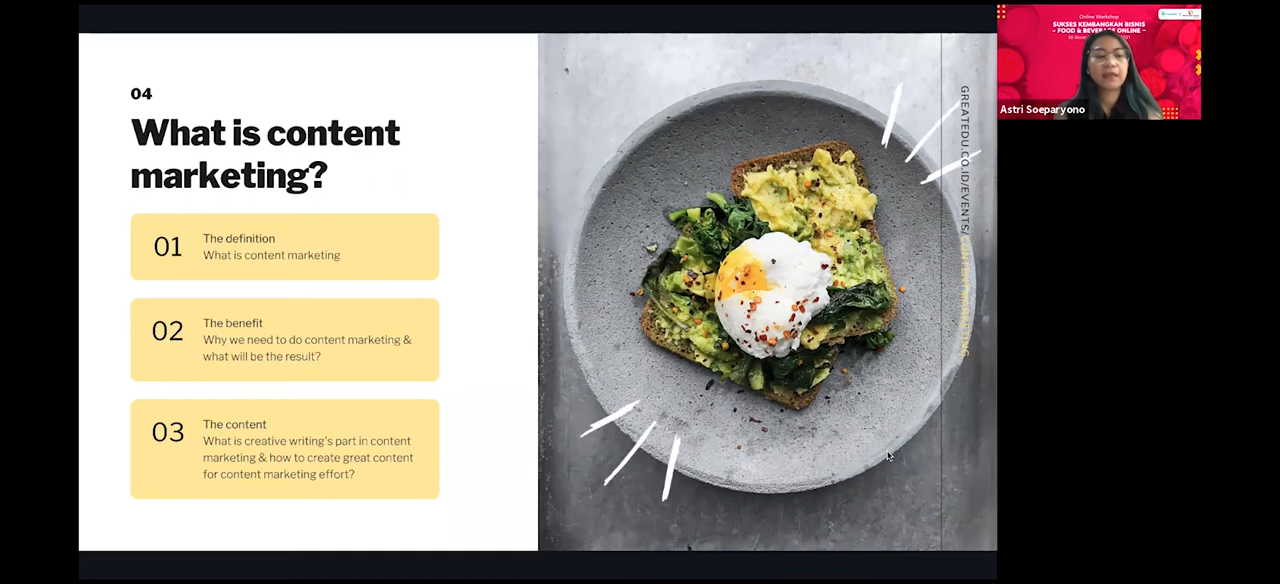 04
What is content
marketing?
01
The definition
What is content marketing
02
The benefit
Why we need to do content marketing &
what will be the result?
03
The content
What is creative writing's part in content
marketing & how to create great content
for content marketing effort?
GREATEDU.CO.ID/EVENTS/CONTENT MARKETING
Online Workshop
SUKSES KEMBANGKAN BISNIS
- FOOD & BEVERAGE ONLINE -
Astri Soeparyono